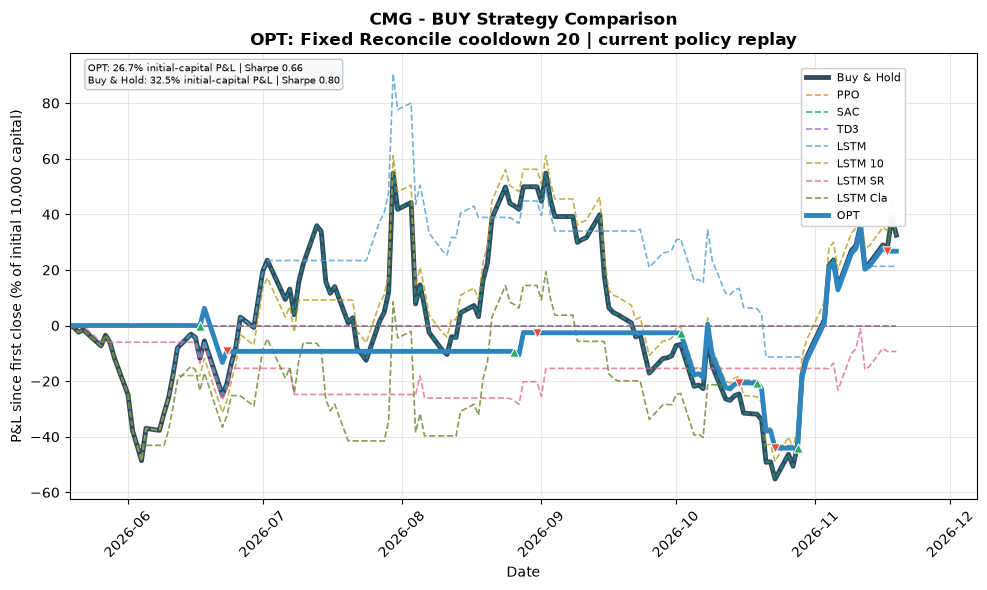 CMG - BUY Strategy Comparison
OPT: Fixed Reconcile cooldown 20 | current policy replay
OPT: 26.7% initial-capital P&L | Sharpe 0.66
Buy & Hold: 32.5% initial-capital P&L | Sharpe 0.80
Buy & Hold
PPO
SAC
TD3
LSTM
LSTM 10
LSTM SR
LSTM Cla
OPT
P&L since first close (% of initial 10,000 capital)
80
60
40
20
0
−20
−40
−60
2026-06
2026-07
2026-08
2026-09
2026-10
2026-11
2026-12
Date